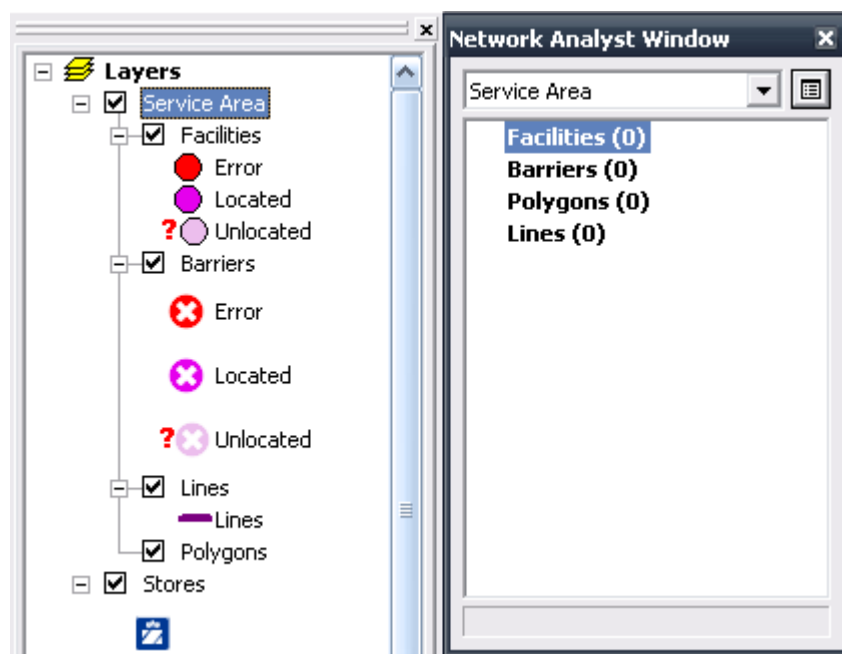 Layers
Service Area
Facilities
Error
Located
? Unlocated
Barriers
Error
Located
? Unlocated
Lines
Lines
Polygons
Stores
Network Analyst Window
Service Area
Facilities (0)
Barriers (0)
Polygons (0)
Lines (0)